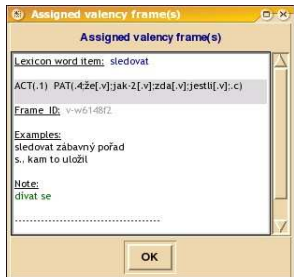 Assigned valency frame(s)
Assigned valency frame(s)
Lexicon word item: sledovat
ACT(.1) PAT(.4;že[.v];jak-2[.v];zda[.v];jestli[.v];.c)
Frame ID: v-w6148f2
Examples:
sledovat zábavný pořad
s., kam to uložil
Note:
dívat se
-------------------------------------
OK